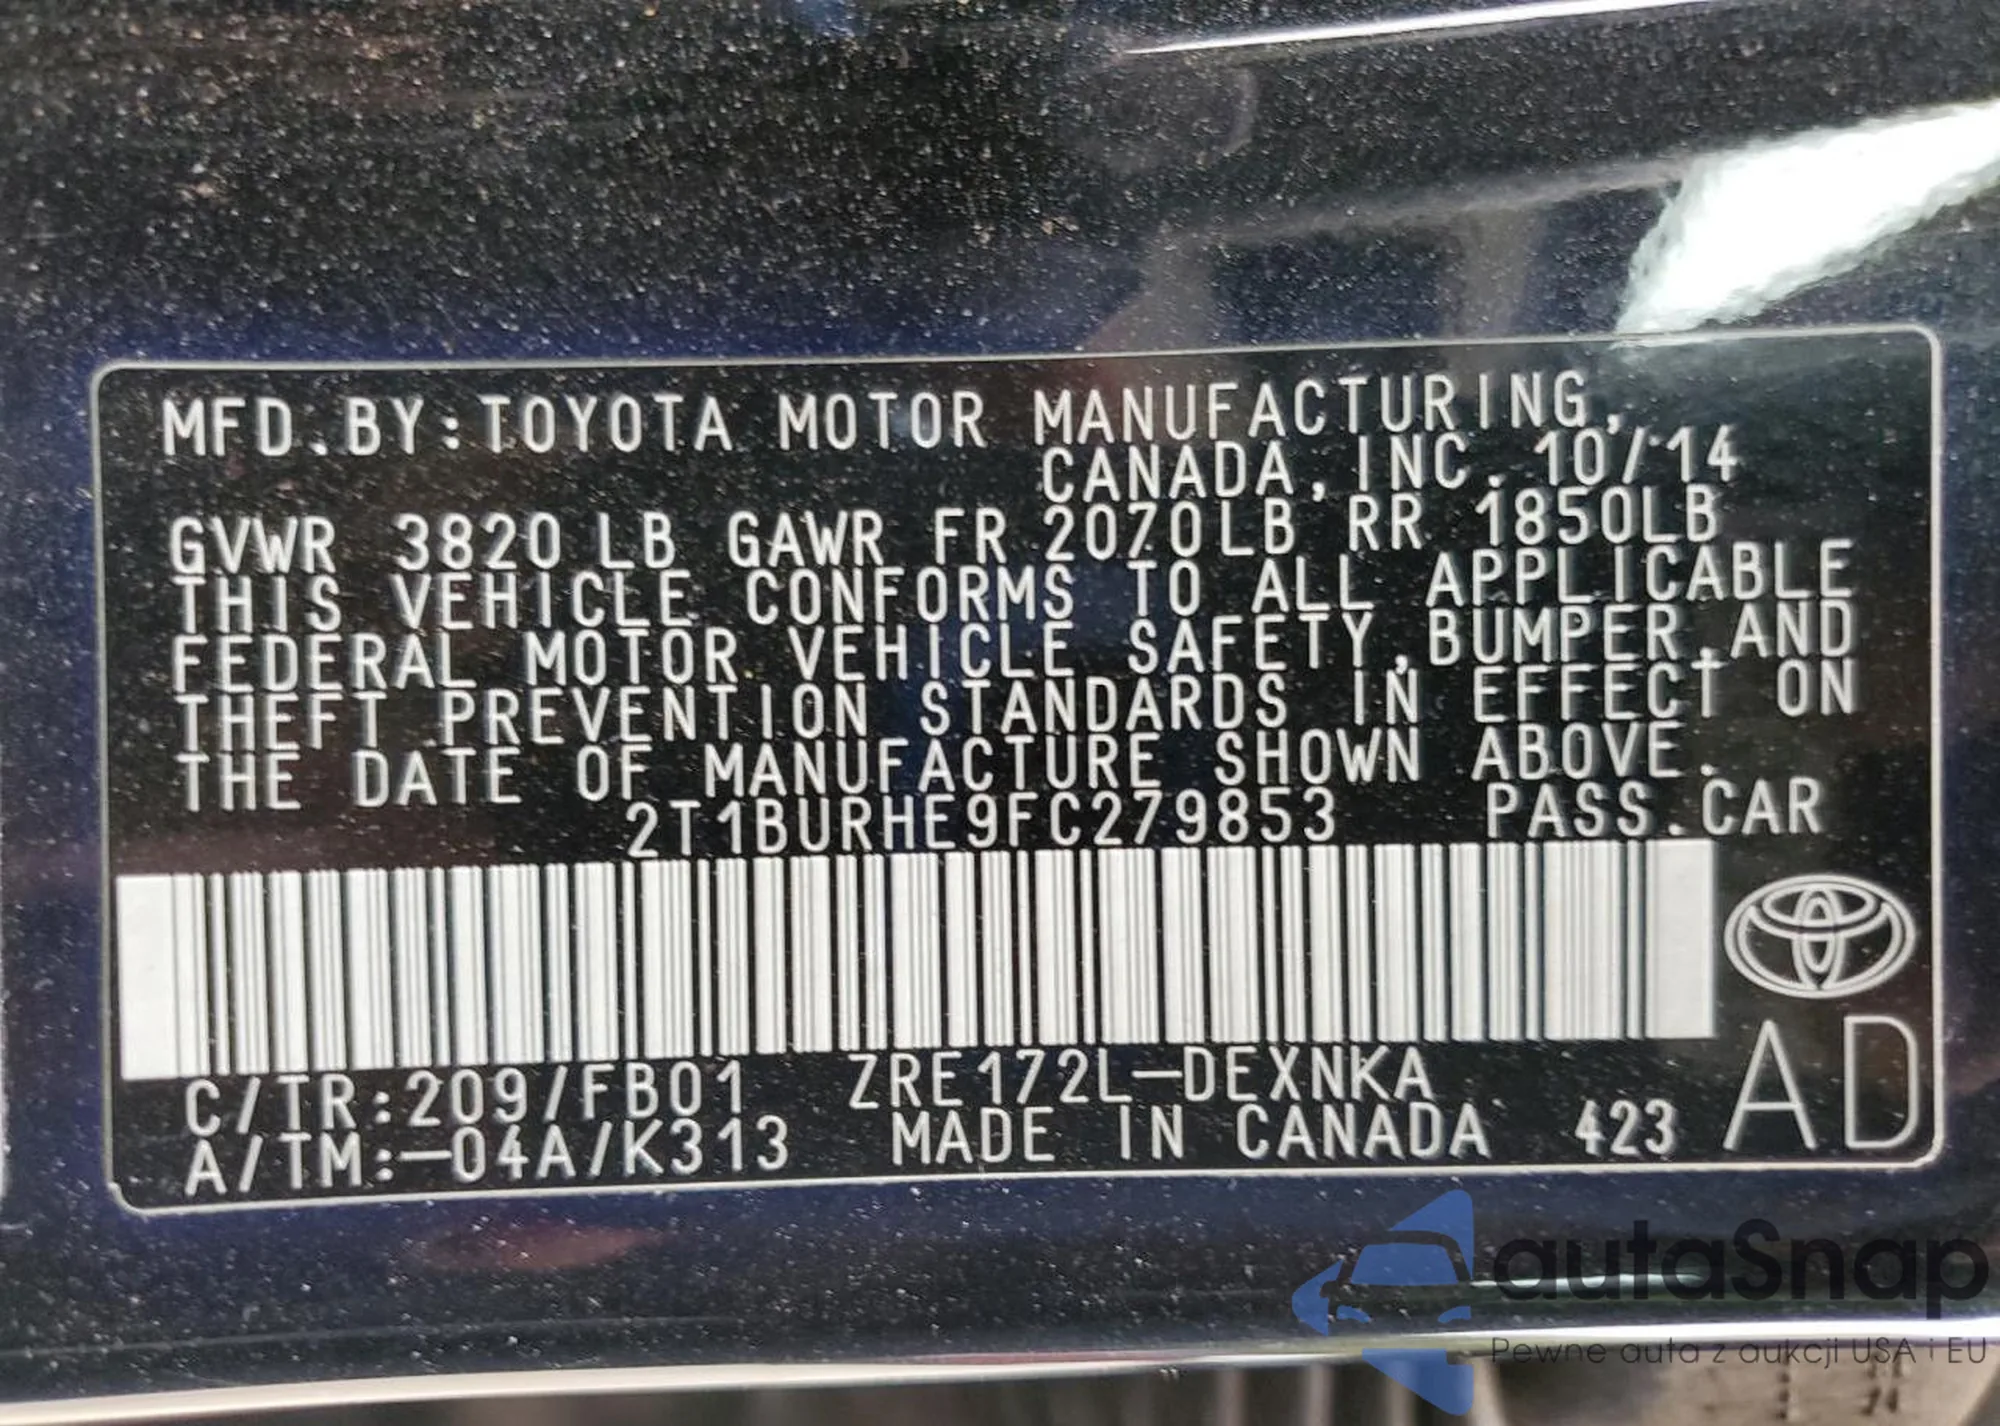 MFD.BY:TOYOTA MOTOR MANUFACTURING,
CANADA,INC. 10/14
GVWR 3820 LB GAWR FR 2070LB RR 1850LB
THIS VEHICLE CONFORMS TO ALL APPLICABLE
FEDERAL MOTOR VEHICLE SAFETY,BUMPER,AND
THEFT PREVENTION STANDARDS IN EFFECT ON
THE DATE OF MANUFACTURE SHOWN ABOVE.
2T1BURHE9FC279853 PASS.CAR
C/TR:209/FB01 ZRE172L-DEXNKA
A/TM:-04A/K313 MADE IN CANADA 423 AD
autaSnap
Pewne auta z aukcji USA i EU